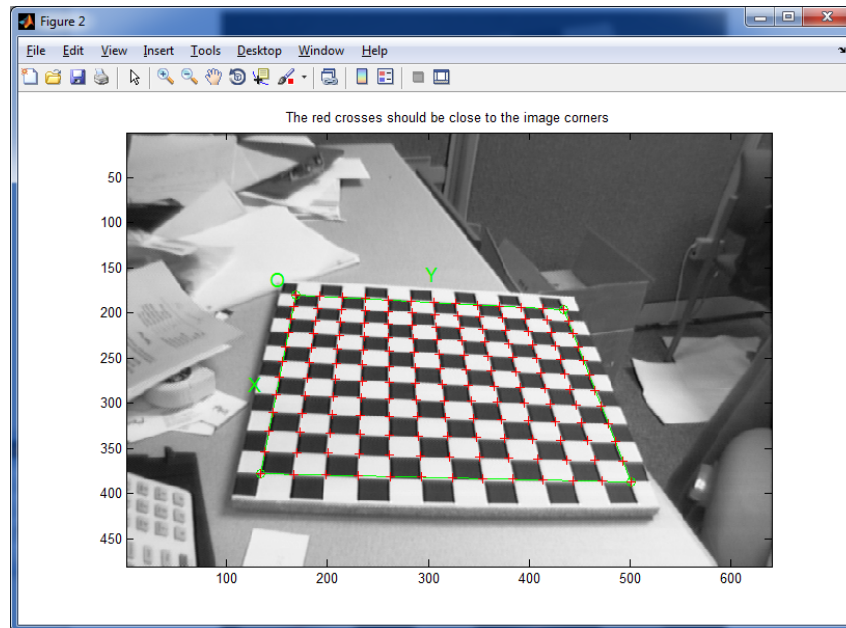 Figure 2
File Edit View Insert Tools Desktop Window Help
The red crosses should be close to the image corners
O
Y
X
50
100
150
200
250
300
350
400
450
100 200 300 400 500 600